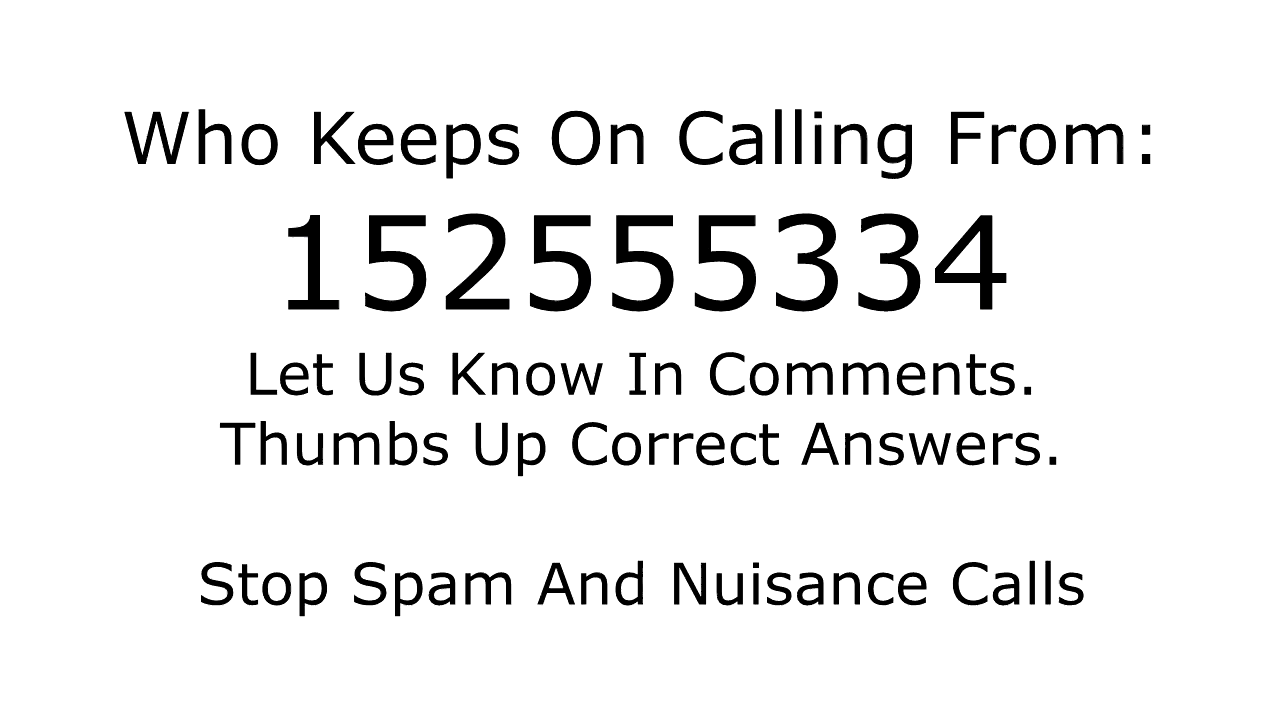 Who Keeps On Calling From:
152555334
Let Us Know In Comments.
Thumbs Up Correct Answers.
Stop Spam And Nuisance Calls